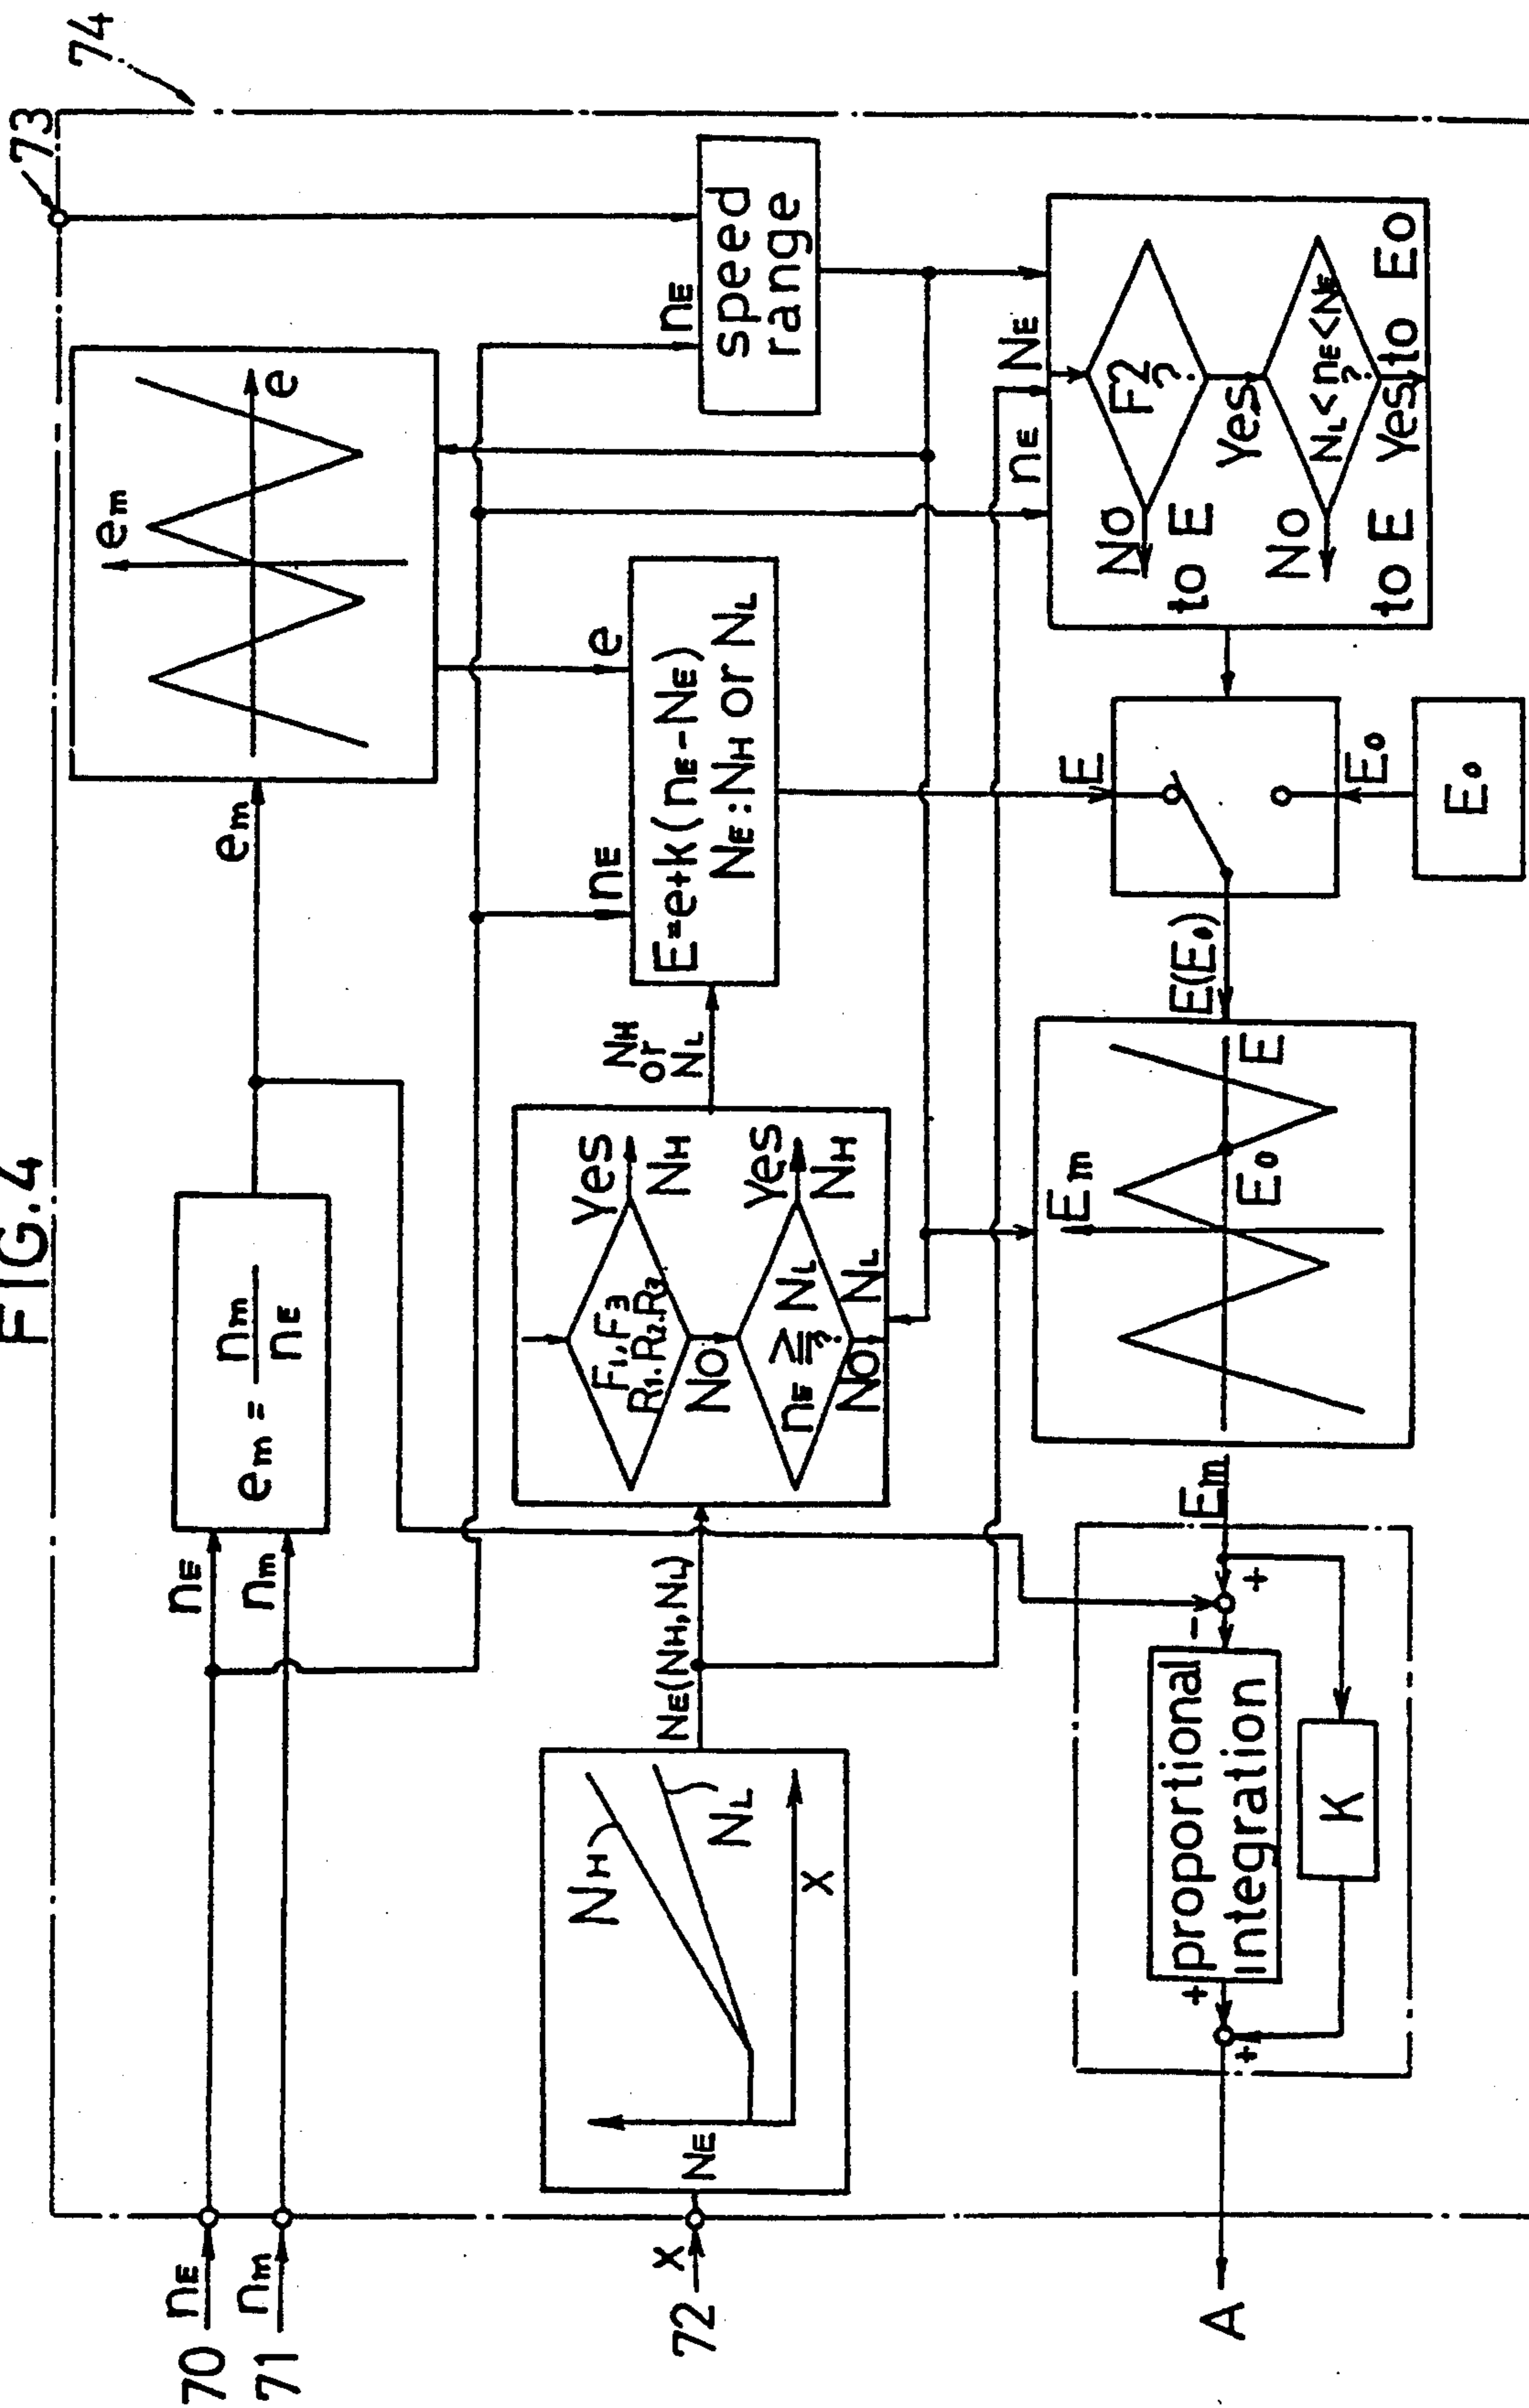 FIG.4
73
74
70 nE
71 nm
nE
nm
em = nm / nE
em
em
e
nE
speed
range
72 x
NE
NH
NL
x
NE(NH,NL)
F1,F3
R1.R2.R3
Yes
NH
No
nE ≧ NL
?
Yes
NH
No
NL
NH
or
NL
nE
e
E=e+k(nE-NE)
NE:NH or NL
nE
NE
F2
?
No
to E
Yes
NL<nE<NE
?
No
to E
Yes
to Eo
E
Eo
Eo
E(Eo)
Em
E
Eo
Em
+
-
proportional
integration
K
+
+
A